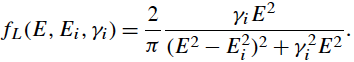 f_L(E, E_i, γ_i) = \frac{2}{π} \frac{γ_i E^2}{(E^2 − E_i^2)^2 + γ_i^2 E^2}.